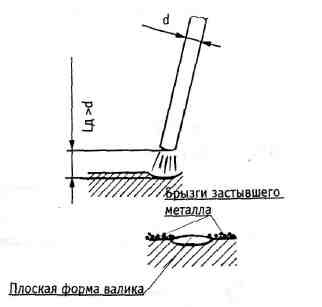 d
Lд >d
Брызги застывшего
металла
Плоская форма валика